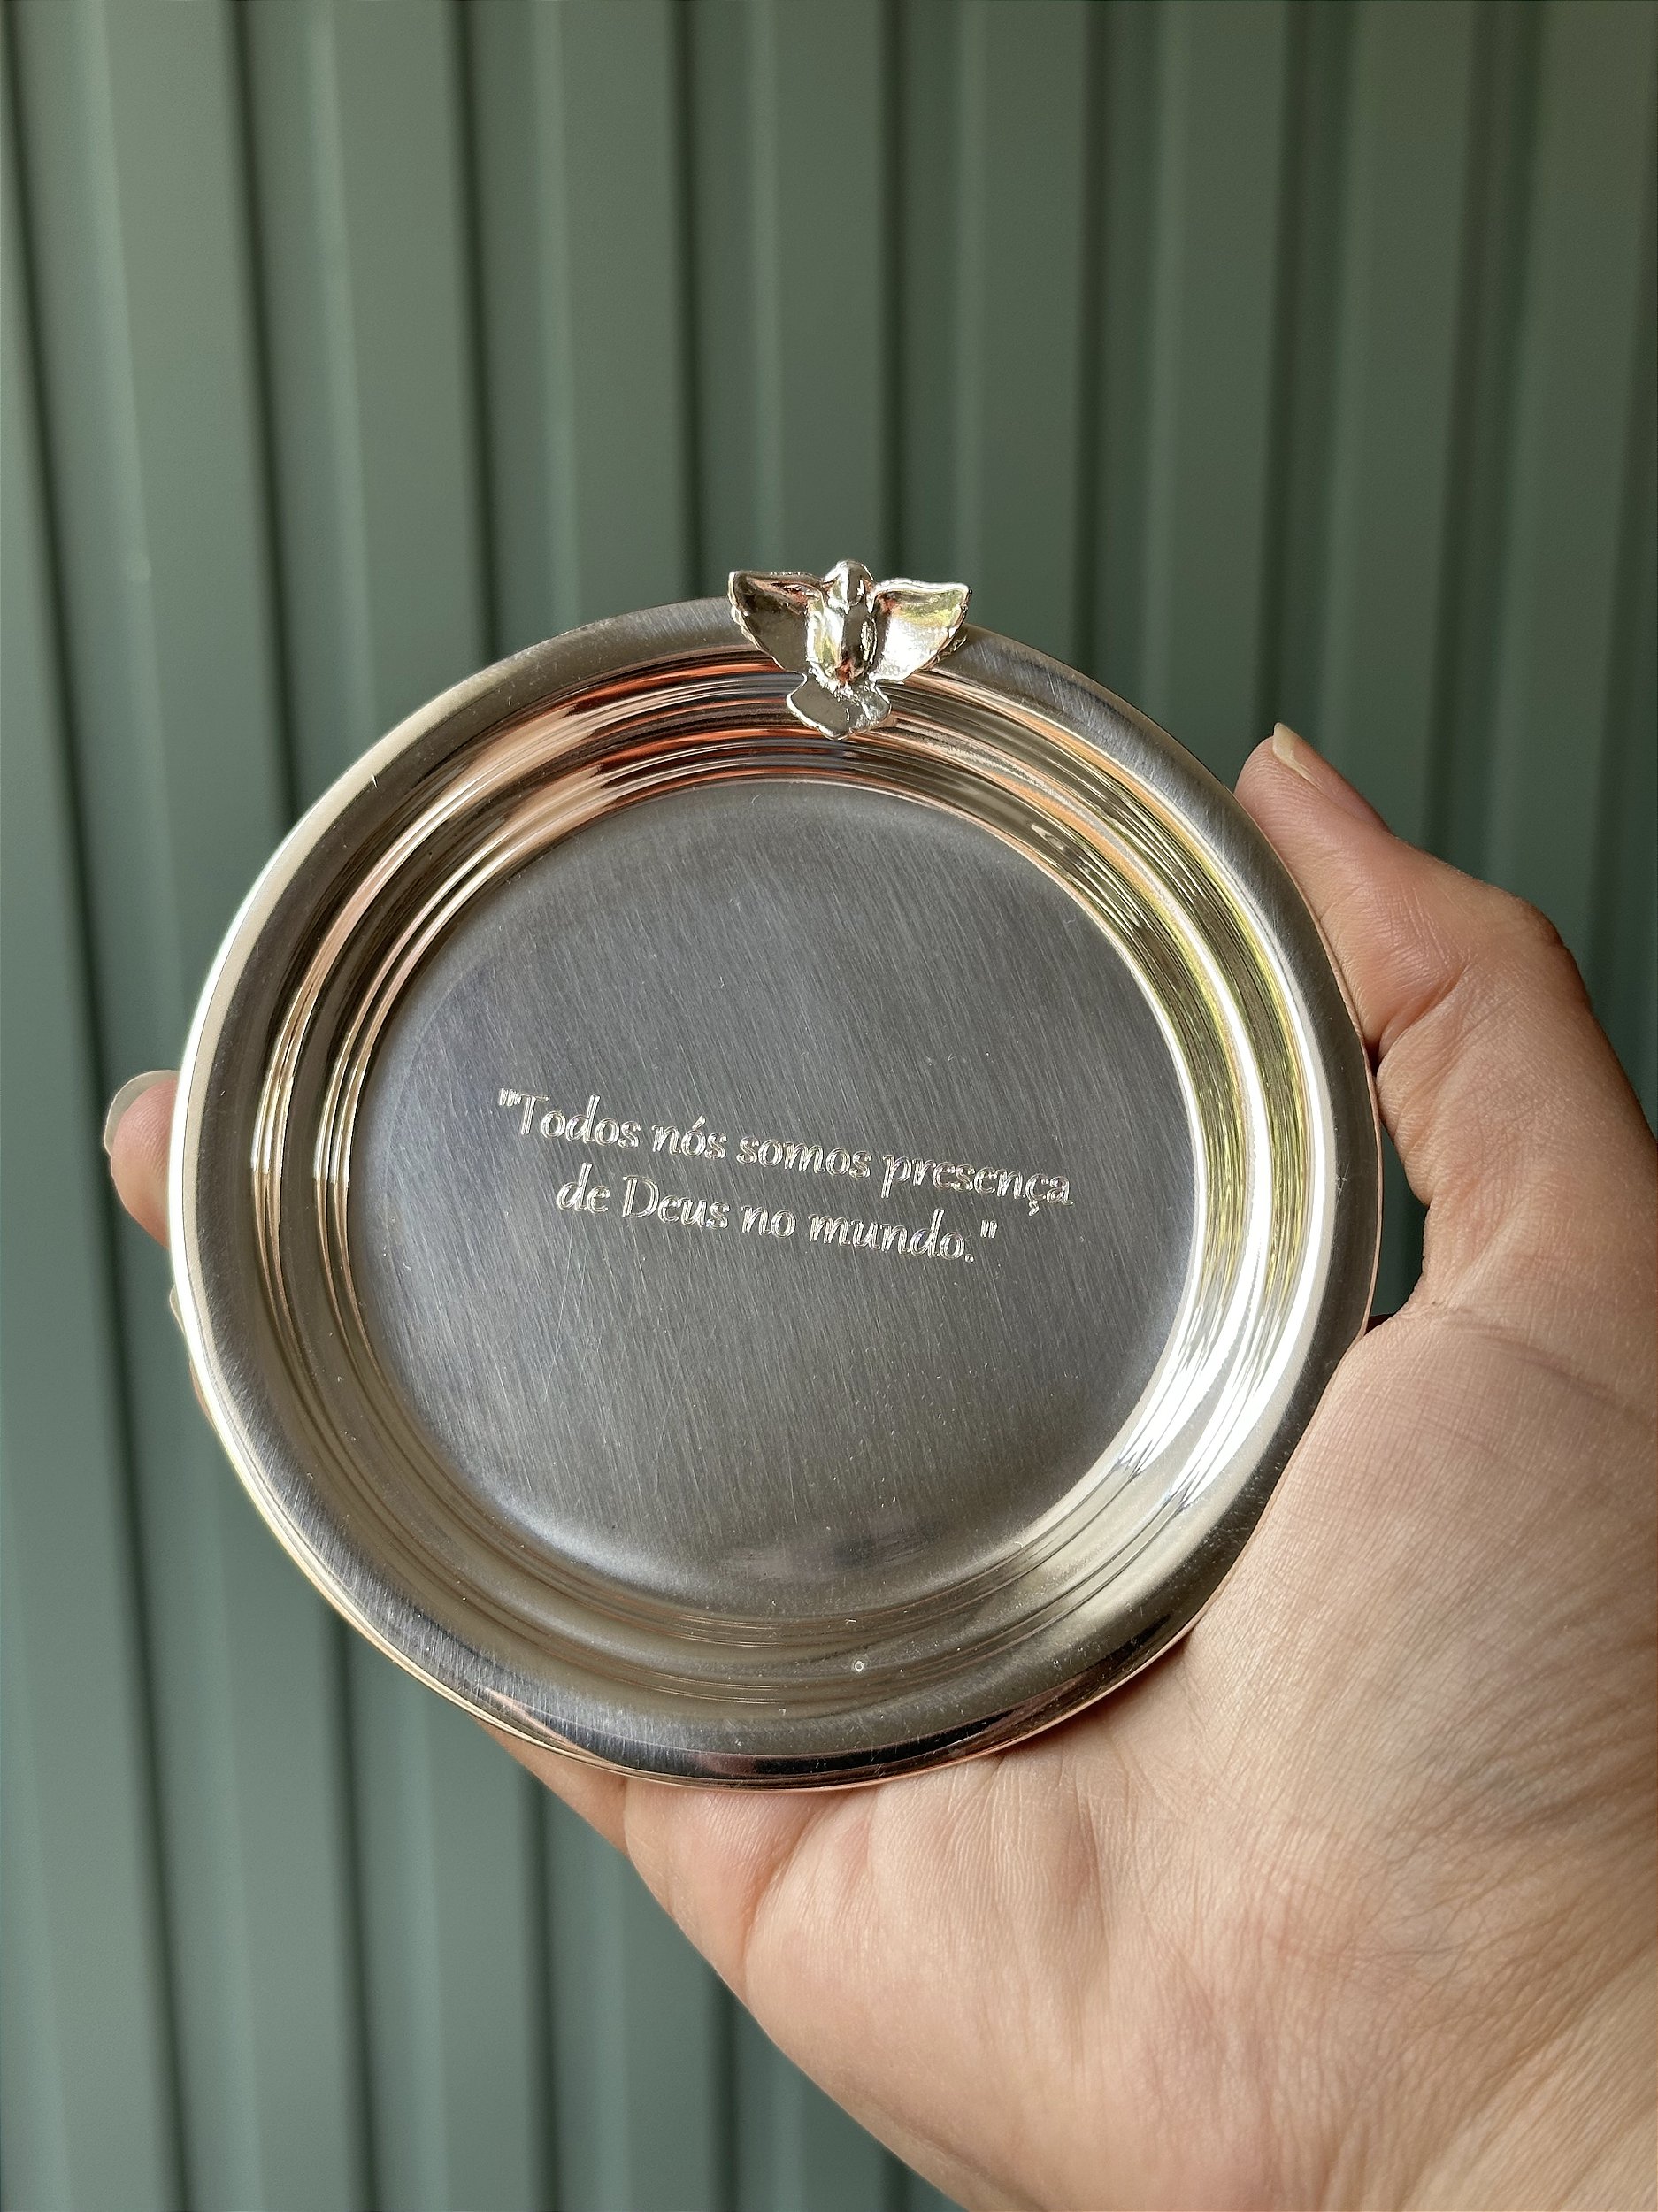 "Todos nós somos presença
de Deus no mundo."